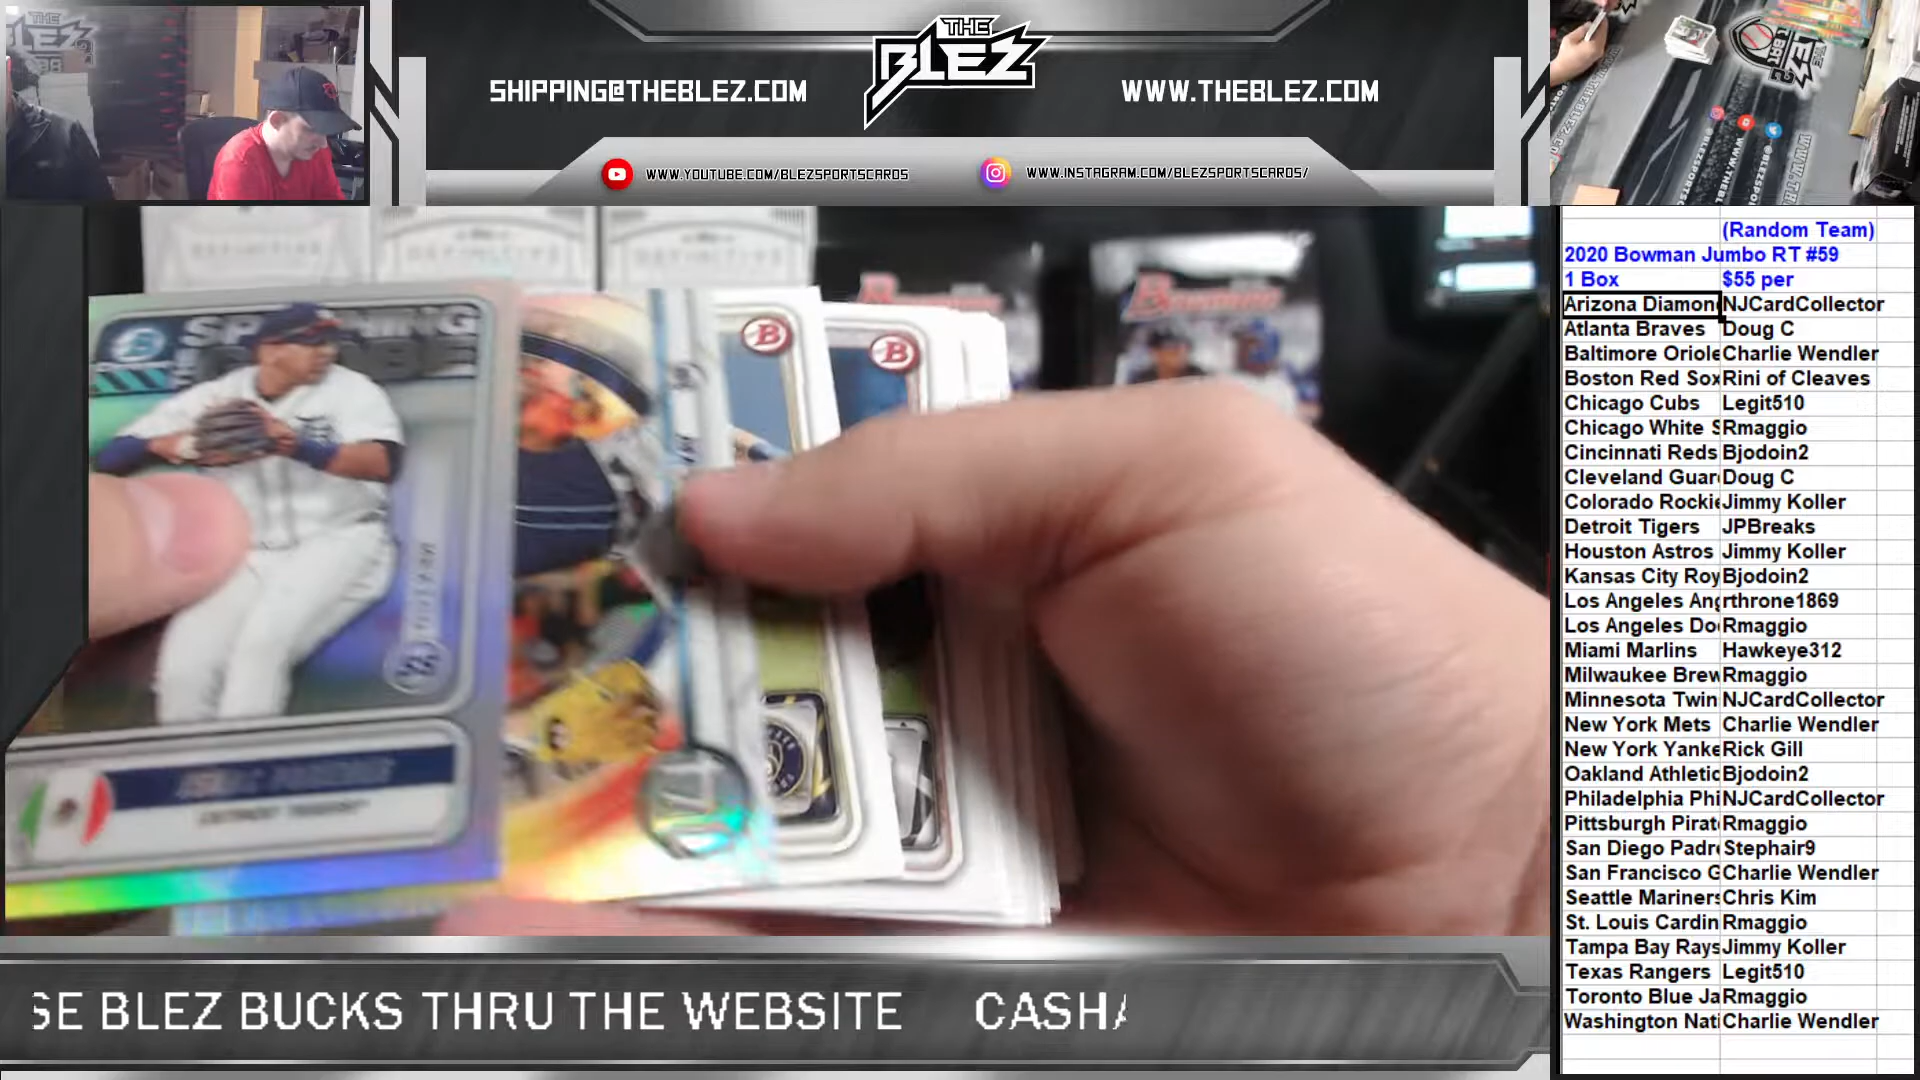 THE
BLEZ
SHIPPING@THEBLEZ.COM
WWW.THEBLEZ.COM
WWW.YOUTUBE.COM/BLEZSPORTSCARDS
WWW.INSTAGRAM.COM/BLEZSPORTSCARDS/
DEFINITIVE
Bowman
(Random Team)
2020 Bowman Jumbo RT #59
1 Box $55 per
Arizona Diamon NJCardCollector
Atlanta Braves Doug C
Baltimore Oriole Charlie Wendler
Boston Red Sox Rini of Cleaves
Chicago Cubs Legit510
Chicago White S Rmaggio
Cincinnati Reds Bjodoin2
Cleveland Guar Doug C
Colorado Rockie Jimmy Koller
Detroit Tigers JPBreaks
Houston Astros Jimmy Koller
Kansas City Roy Bjodoin2
Los Angeles Ang rthrone1869
Los Angeles Do Rmaggio
Miami Marlins Hawkeye312
Milwaukee Brew Rmaggio
Minnesota Twin NJCardCollector
New York Mets Charlie Wendler
New York Yanke Rick Gill
Oakland Athletic Bjodoin2
Philadelphia Phi NJCardCollector
Pittsburgh Pirat Rmaggio
San Diego Padre Stephair9
San Francisco G Charlie Wendler
Seattle Mariners Chris Kim
St. Louis Cardin Rmaggio
Tampa Bay Rays Jimmy Koller
Texas Rangers Legit510
Toronto Blue Ja Rmaggio
Washington Nati Charlie Wendler
SE BLEZ BUCKS THRU THE WEBSITE CASHA